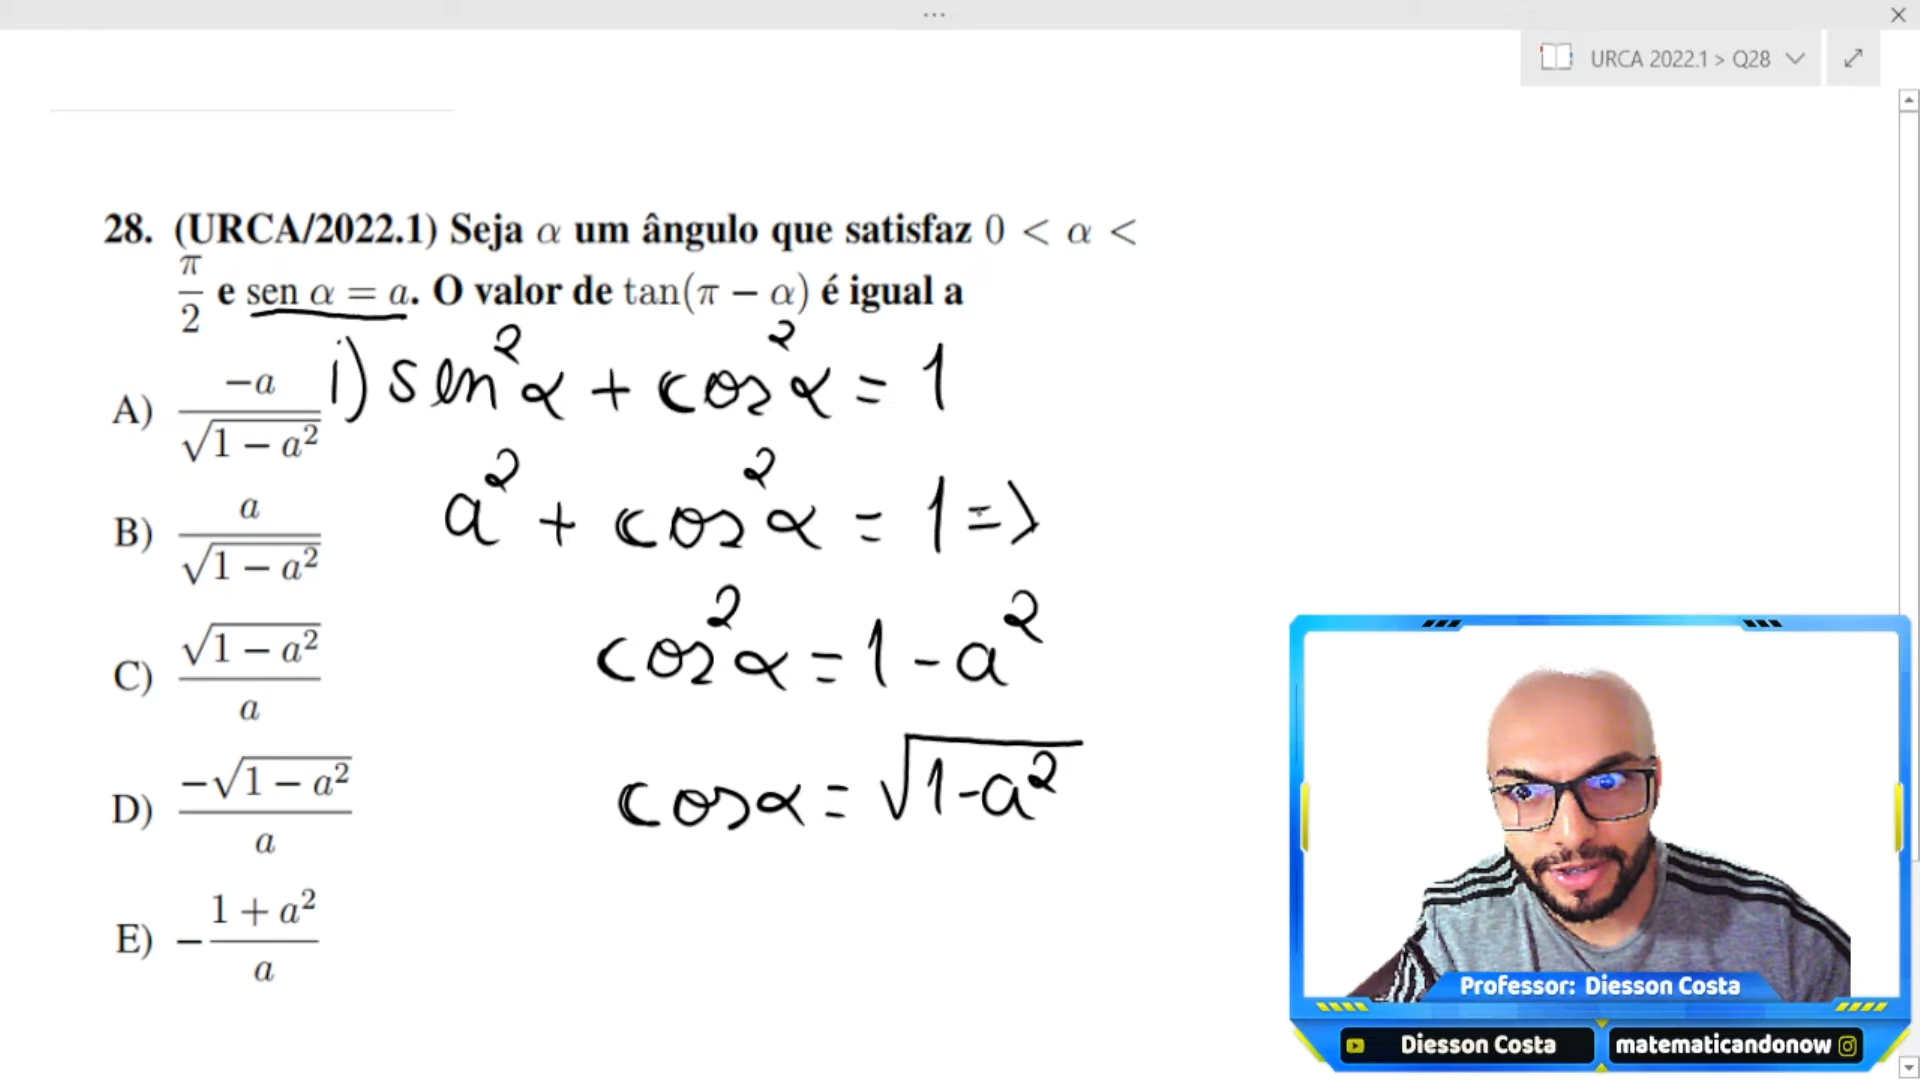 URCA 2022.1 > Q28
28. (URCA/2022.1) Seja α um ângulo que satisfaz 0 < α <
π/2 e sen α = a. O valor de tan(π − α) é igual a
A) −a/√(1 − a²)
B) a/√(1 − a²)
C) √(1 − a²)/a
D) −√(1 − a²)/a
E) −(1 + a²)/a
i) sen²α + cos²α = 1
a² + cos²α = 1 =>
cos²α = 1 - a²
cosα = √(1-a²)
Professor: Diesson Costa
Diesson Costa
matematicandonow